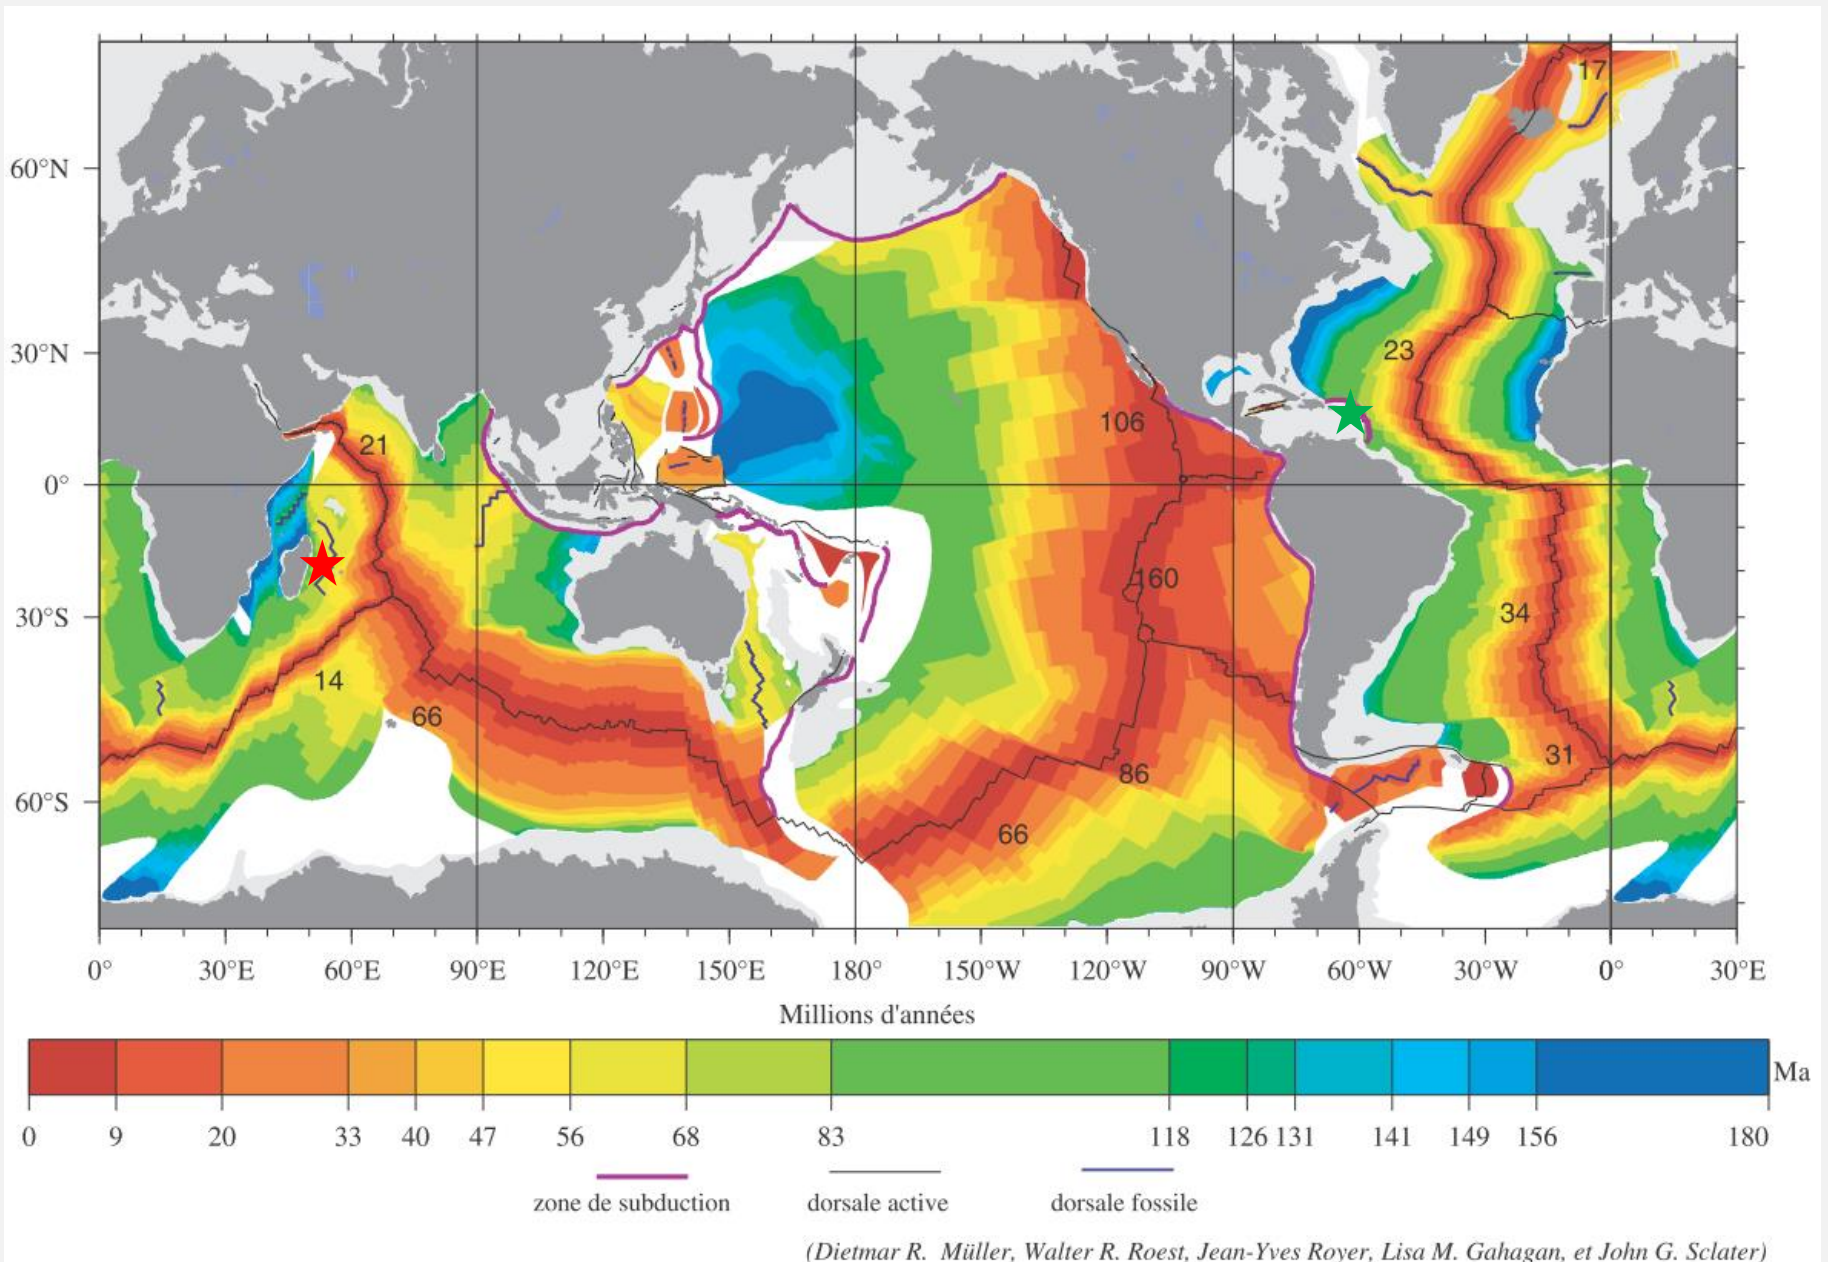 17
60°N
30°N
23
106
21
0°
160
34
30°S
14
66
31
86
60°S
66
0° 30°E 60°E 90°E 120°E 150°E 180° 150°W 120°W 90°W 60°W 30°W 0° 30°E
Millions d'années
Ma
0 9 20 33 40 47 56 68 83 118 126 131 141 149 156 180
zone de subduction dorsale active dorsale fossile
(Dietmar R. Müller, Walter R. Roest, Jean-Yves Royer, Lisa M. Gahagan, et John G. Sclater)